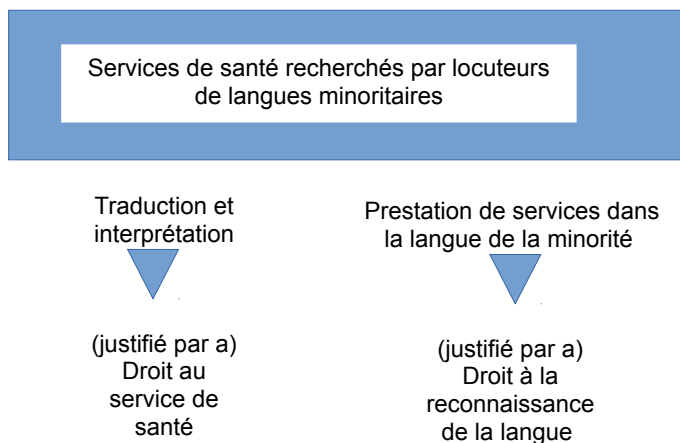 Services de santé recherchés par locuteurs
de langues minoritaires
Traduction et
interprétation
(justifié par a)
Droit au
service de
santé
Prestation de services dans
la langue de la minorité
(justifié par a)
Droit à la
reconnaissance
de la langue